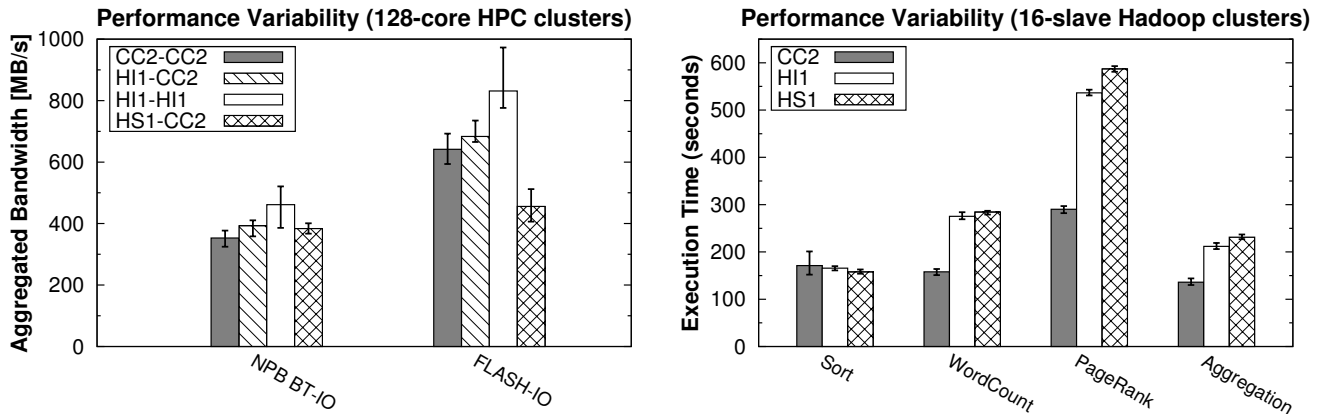 Performance Variability (128-core HPC clusters)
Aggregated Bandwidth [MB/s]
1000
800
600
400
200
0
CC2-CC2
HI1-CC2
HI1-HI1
HS1-CC2
NPB BT-IO
FLASH-IO
Performance Variability (16-slave Hadoop clusters)
Execution Time (seconds)
600
500
400
300
200
100
0
CC2
HI1
HS1
Sort
WordCount
PageRank
Aggregation